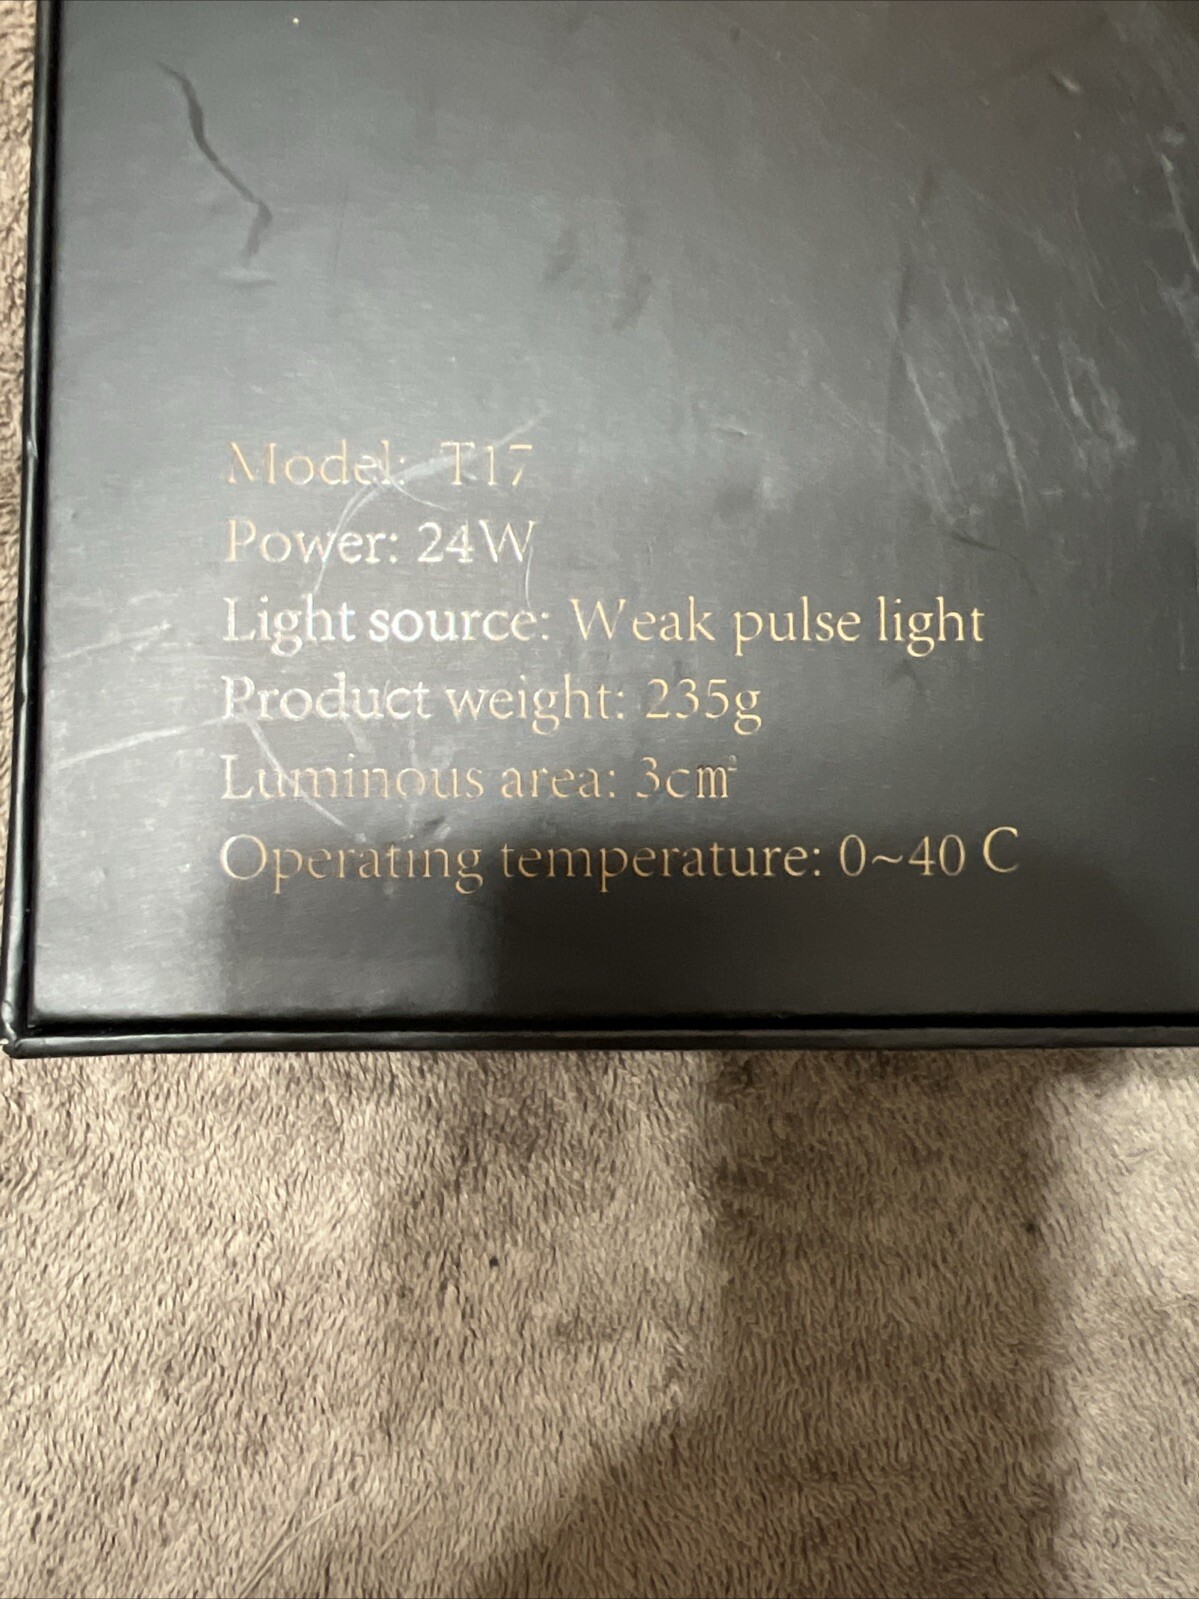 Model: T17
Power: 24W
Light source: Weak pulse light
Product weight: 235g
Luminous area: 3cm²
Operating temperature: 0~40 C